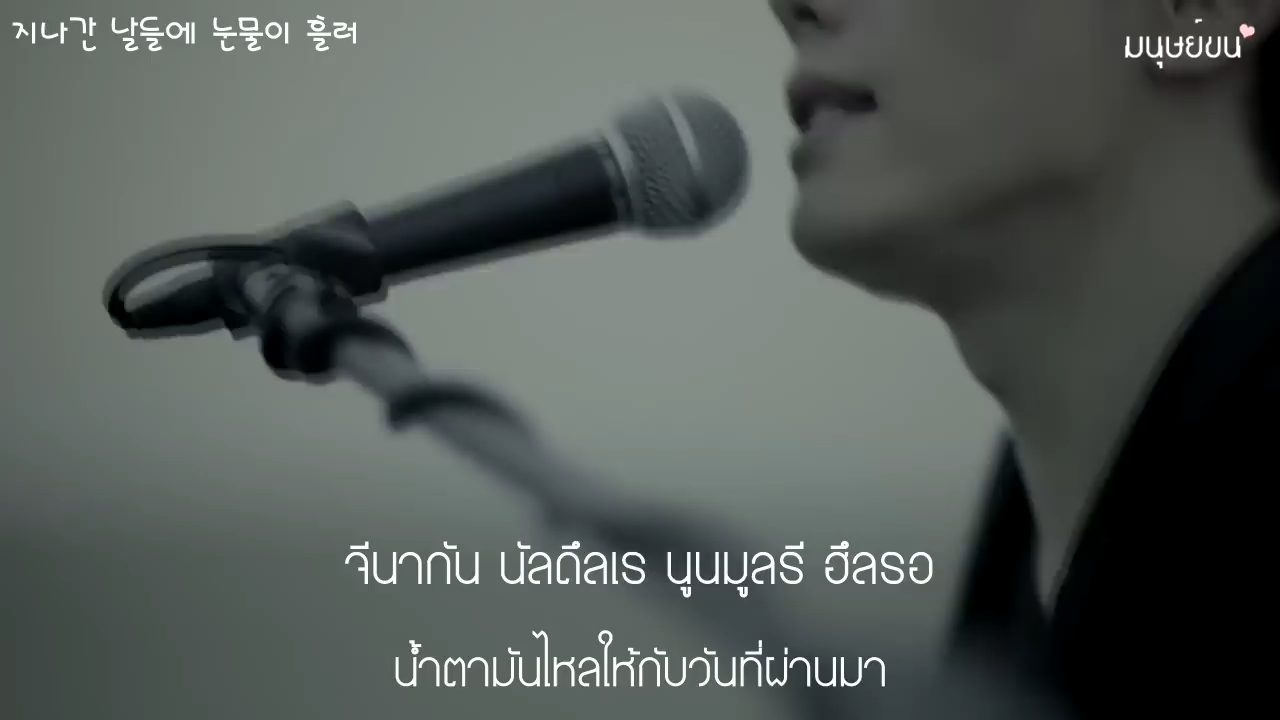 지나간 날들에 눈물이 흘러
มนุษย์ขน
จีนากัน นัลดึลเร นูนมูลรี ฮึลรอ
น้ำตามันไหลให้กับวันที่ผ่านมา